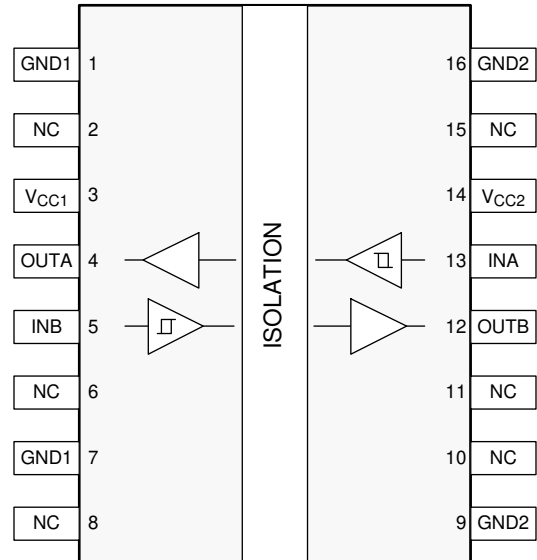 GND1 1 16 GND2
NC 2 15 NC
VCC1 3 14 VCC2
OUTA 4 13 INA
ISOLATION
INB 5 12 OUTB
NC 6 11 NC
GND1 7 10 NC
NC 8 9 GND2